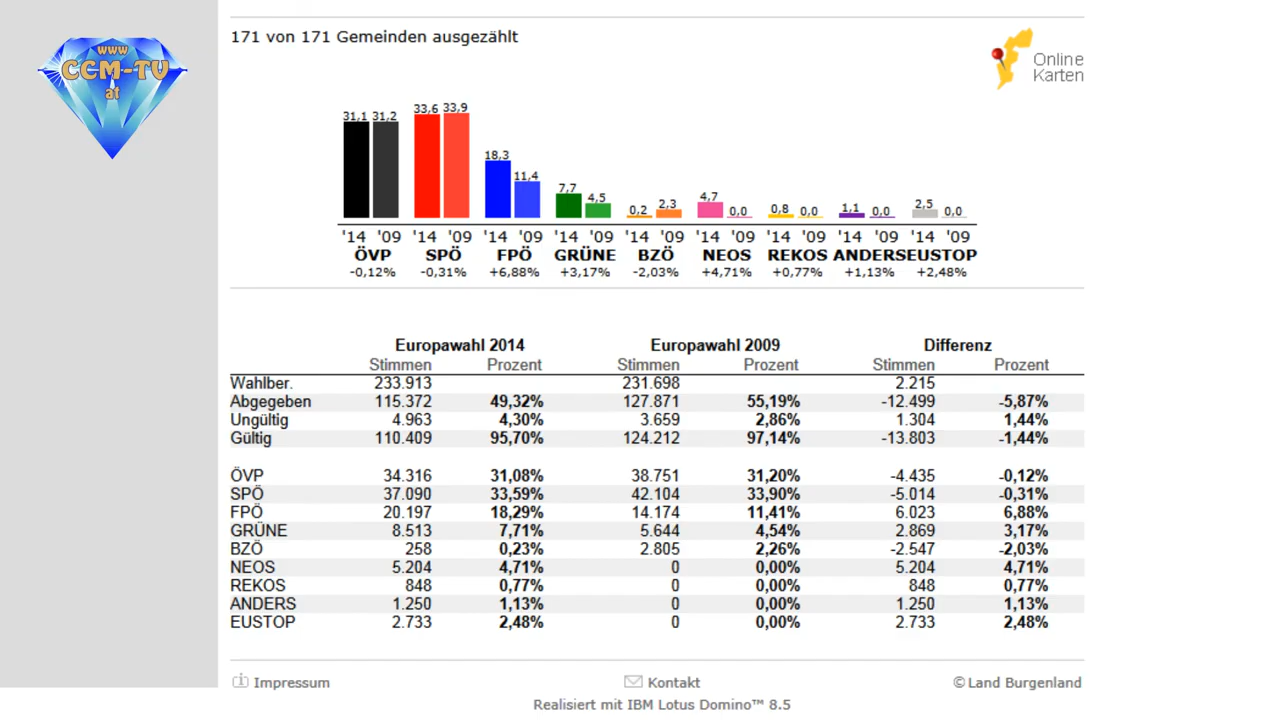 www
CCM-TV
at
171 von 171 Gemeinden ausgezählt
Online
Karten
31,1 31,2 33,6 33,9 18,3 11,4 7,7 4,5 0,2 2,3 4,7 0,0 0,8 0,0 1,1 0,0 2,5 0,0
'14 '09 '14 '09 '14 '09 '14 '09 '14 '09 '14 '09 '14 '09 '14 '09 '14 '09
ÖVP SPÖ FPÖ GRÜNE BZÖ NEOS REKOS ANDERS EUSTOP
-0,12% -0,31% +6,88% +3,17% -2,03% +4,71% +0,77% +1,13% +2,48%
Europawahl 2014 Europawahl 2009 Differenz
Stimmen Prozent Stimmen Prozent Stimmen Prozent
Wahlber. 233.913 231.698 2.215
Abgegeben 115.372 49,32% 127.871 55,19% -12.499 -5,87%
Ungültig 4.963 4,30% 3.659 2,86% 1.304 1,44%
Gültig 110.409 95,70% 124.212 97,14% -13.803 -1,44%
ÖVP 34.316 31,08% 38.751 31,20% -4.435 -0,12%
SPÖ 37.090 33,59% 42.104 33,90% -5.014 -0,31%
FPÖ 20.197 18,29% 14.174 11,41% 6.023 6,88%
GRÜNE 8.513 7,71% 5.644 4,54% 2.869 3,17%
BZÖ 258 0,23% 2.805 2,26% -2.547 -2,03%
NEOS 5.204 4,71% 0 0,00% 5.204 4,71%
REKOS 848 0,77% 0 0,00% 848 0,77%
ANDERS 1.250 1,13% 0 0,00% 1.250 1,13%
EUSTOP 2.733 2,48% 0 0,00% 2.733 2,48%
Impressum Kontakt © Land Burgenland
Realisiert mit IBM Lotus Domino™ 8.5